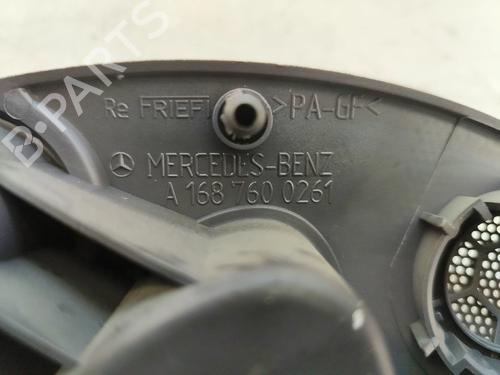 B-PARTS
Re FRIEFI >PA-GF<
MERCEDES-BENZ
A 168 760 0261